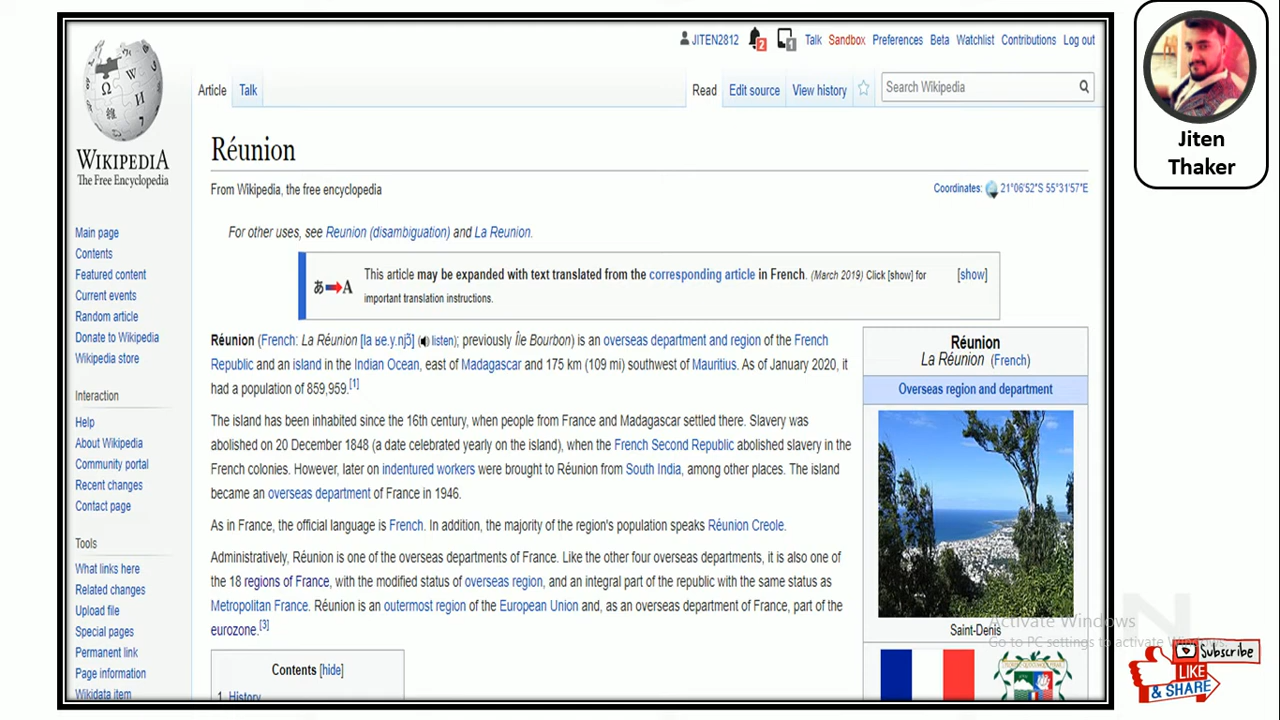 JITEN2812 2 1 Talk Sandbox Preferences Beta Watchlist Contributions Log out
Article Talk Read Edit source View history Search Wikipedia
WIKIPEDIA
The Free Encyclopedia
Main page
Contents
Featured content
Current events
Random article
Donate to Wikipedia
Wikipedia store
Interaction
Help
About Wikipedia
Community portal
Recent changes
Contact page
Tools
What links here
Related changes
Upload file
Special pages
Permanent link
Page information
Wikidata item
Réunion
From Wikipedia, the free encyclopedia
Coordinates: 21°06′52″S 55°31′57″E
For other uses, see Reunion (disambiguation) and La Reunion.
This article may be expanded with text translated from the corresponding article in French. (March 2019) Click [show] for
important translation instructions.
[show]
あ A
Réunion (French: La Réunion [la ʁe.y.njɔ̃] (listen); previously Île Bourbon) is an overseas department and region of the French
Republic and an island in the Indian Ocean, east of Madagascar and 175 km (109 mi) southwest of Mauritius. As of January 2020, it
had a population of 859,959.[1]
The island has been inhabited since the 16th century, when people from France and Madagascar settled there. Slavery was
abolished on 20 December 1848 (a date celebrated yearly on the island), when the French Second Republic abolished slavery in the
French colonies. However, later on indentured workers were brought to Réunion from South India, among other places. The island
became an overseas department of France in 1946.
As in France, the official language is French. In addition, the majority of the region's population speaks Réunion Creole.
Administratively, Réunion is one of the overseas departments of France. Like the other four overseas departments, it is also one of
the 18 regions of France, with the modified status of overseas region, and an integral part of the republic with the same status as
Metropolitan France. Réunion is an outermost region of the European Union and, as an overseas department of France, part of the
eurozone.[3]
Contents [hide]
1 History
Réunion
La Réunion (French)
Overseas region and department
Saint-Denis
Jiten
Thaker
Activate Windows
Go to PC settings to activate Windows.
N
Subscribe
LIKE
& SHARE